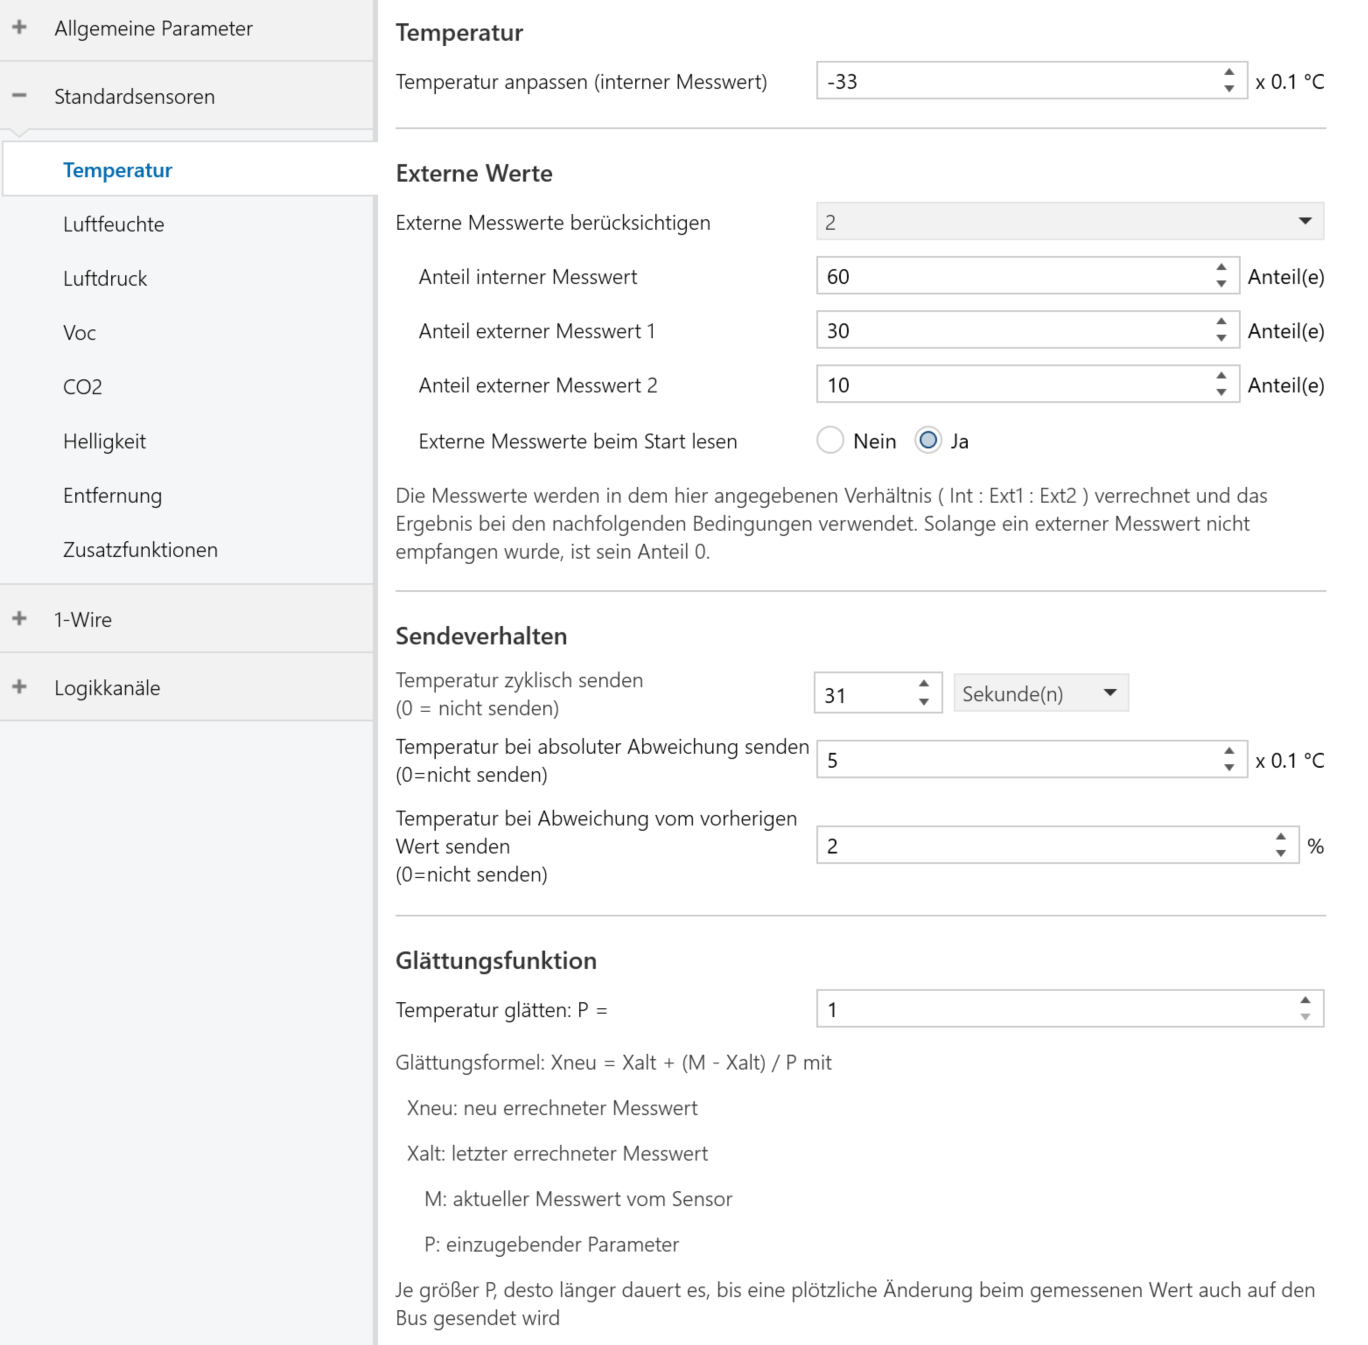 Allgemeine Parameter
Standardsensoren
Temperatur
Luftfeuchte
Luftdruck
Voc
CO2
Helligkeit
Entfernung
Zusatzfunktionen
1-Wire
Logikkanäle
Temperatur
Temperatur anpassen (interner Messwert) -33 x 0.1 °C
Externe Werte
Externe Messwerte berücksichtigen 2
Anteil interner Messwert 60 Anteil(e)
Anteil externer Messwert 1 30 Anteil(e)
Anteil externer Messwert 2 10 Anteil(e)
Externe Messwerte beim Start lesen Nein Ja
Die Messwerte werden in dem hier angegebenen Verhältnis ( Int : Ext1 : Ext2 ) verrechnet und das
Ergebnis bei den nachfolgenden Bedingungen verwendet. Solange ein externer Messwert nicht
empfangen wurde, ist sein Anteil 0.
Sendeverhalten
Temperatur zyklisch senden
(0 = nicht senden) 31 Sekunde(n)
Temperatur bei absoluter Abweichung senden
(0=nicht senden) 5 x 0.1 °C
Temperatur bei Abweichung vom vorherigen
Wert senden 2 %
(0=nicht senden)
Glättungsfunktion
Temperatur glätten: P = 1
Glättungsformel: Xneu = Xalt + (M - Xalt) / P mit
Xneu: neu errechneter Messwert
Xalt: letzter errechneter Messwert
M: aktueller Messwert vom Sensor
P: einzugebender Parameter
Je größer P, desto länger dauert es, bis eine plötzliche Änderung beim gemessenen Wert auch auf den
Bus gesendet wird